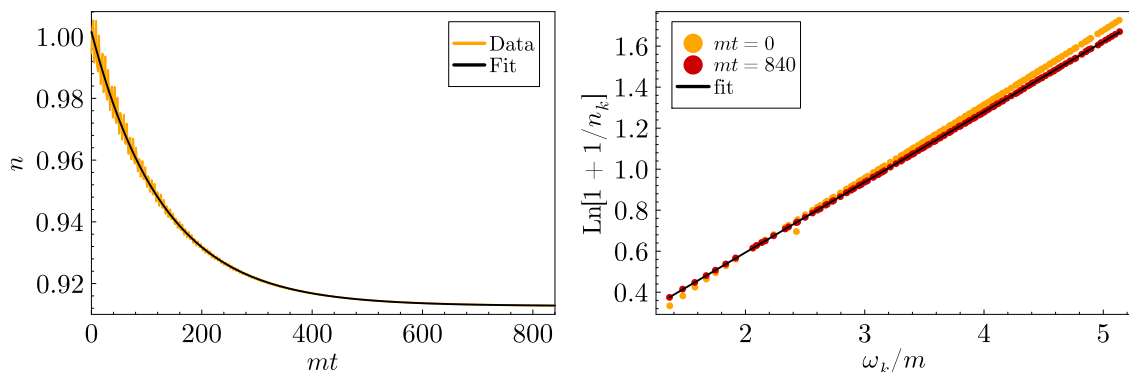 1.00
0.98
0.96
0.94
0.92
n
0
200
400
600
800
mt
Data
Fit
1.6
1.4
1.2
1.0
0.8
0.6
0.4
Ln[1 + 1/n_k]
2
3
4
5
ω_k/m
mt = 0
mt = 840
fit